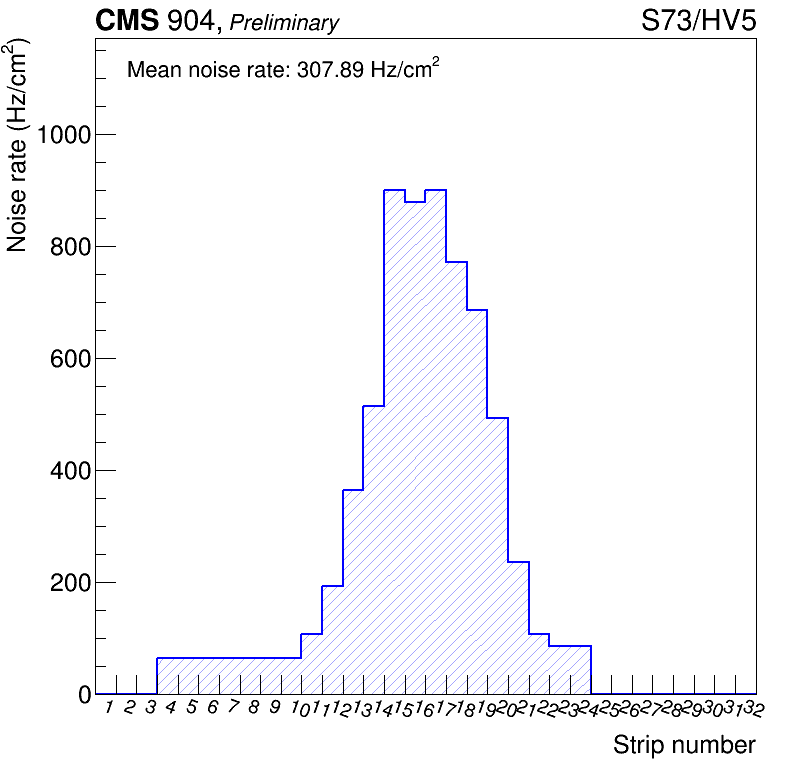 CMS 904, Preliminary S73/HV5
Noise rate (Hz/cm²)
Mean noise rate: 307.89 Hz/cm²
1000
800
600
400
200
0
1 2 3 4 5 6 7 8 9 10 11 12 13 14 15 16 17 18 19 20 21 22 23 24 25 26 27 28 29 30 31 32
Strip number